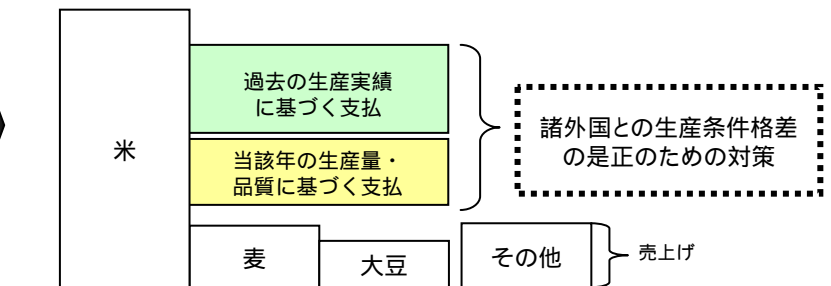 過去の生産実績
に基づく支払
諸外国との生産条件格差
の是正のための対策
米
当該年の生産量・
品質に基づく支払
麦
大豆
その他
売上げ